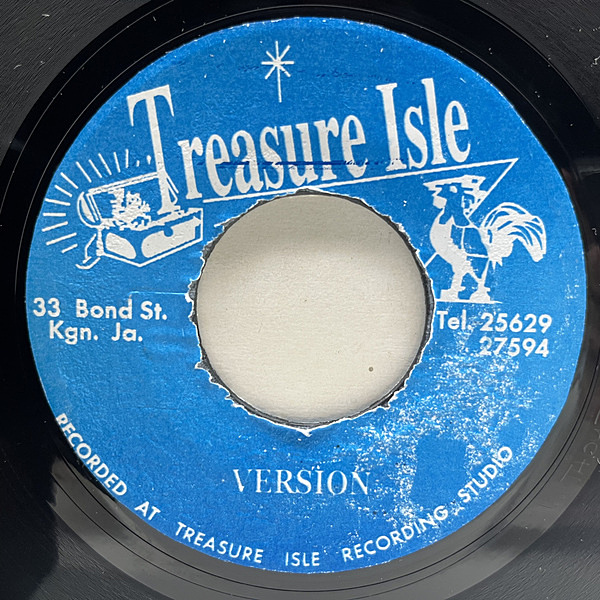 Treasure Isle
33 Bond St.
Kgn. Ja.
Tel. 25629
27594
VERSION
RECORDED AT TREASURE ISLE RECORDING STUDIO